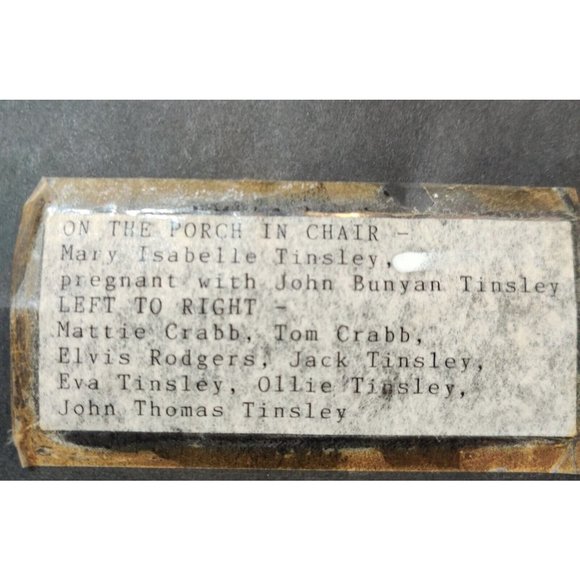 ON THE PORCH IN CHAIR -
Mary Isabelle Tinsley,
pregnant with John Bunyan Tinsley
LEFT TO RIGHT -
Mattie Crabb, Tom Crabb,
Elvis Rodgers, Jack Tinsley,
Eva Tinsley, Ollie Tinsley,
John Thomas Tinsley